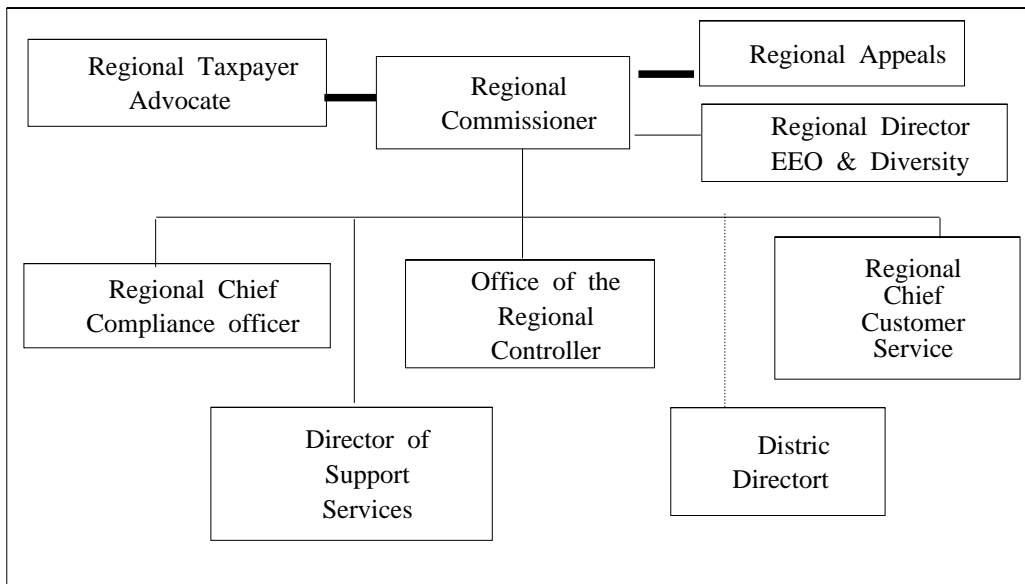 Regional Taxpayer
Advocate
Regional
Commissioner
Regional Appeals
Regional Director
EEO & Diversity
Regional Chief
Compliance officer
Office of the
Regional
Controller
Regional
Chief
Customer
Service
Director of
Support
Services
Distric
Directort